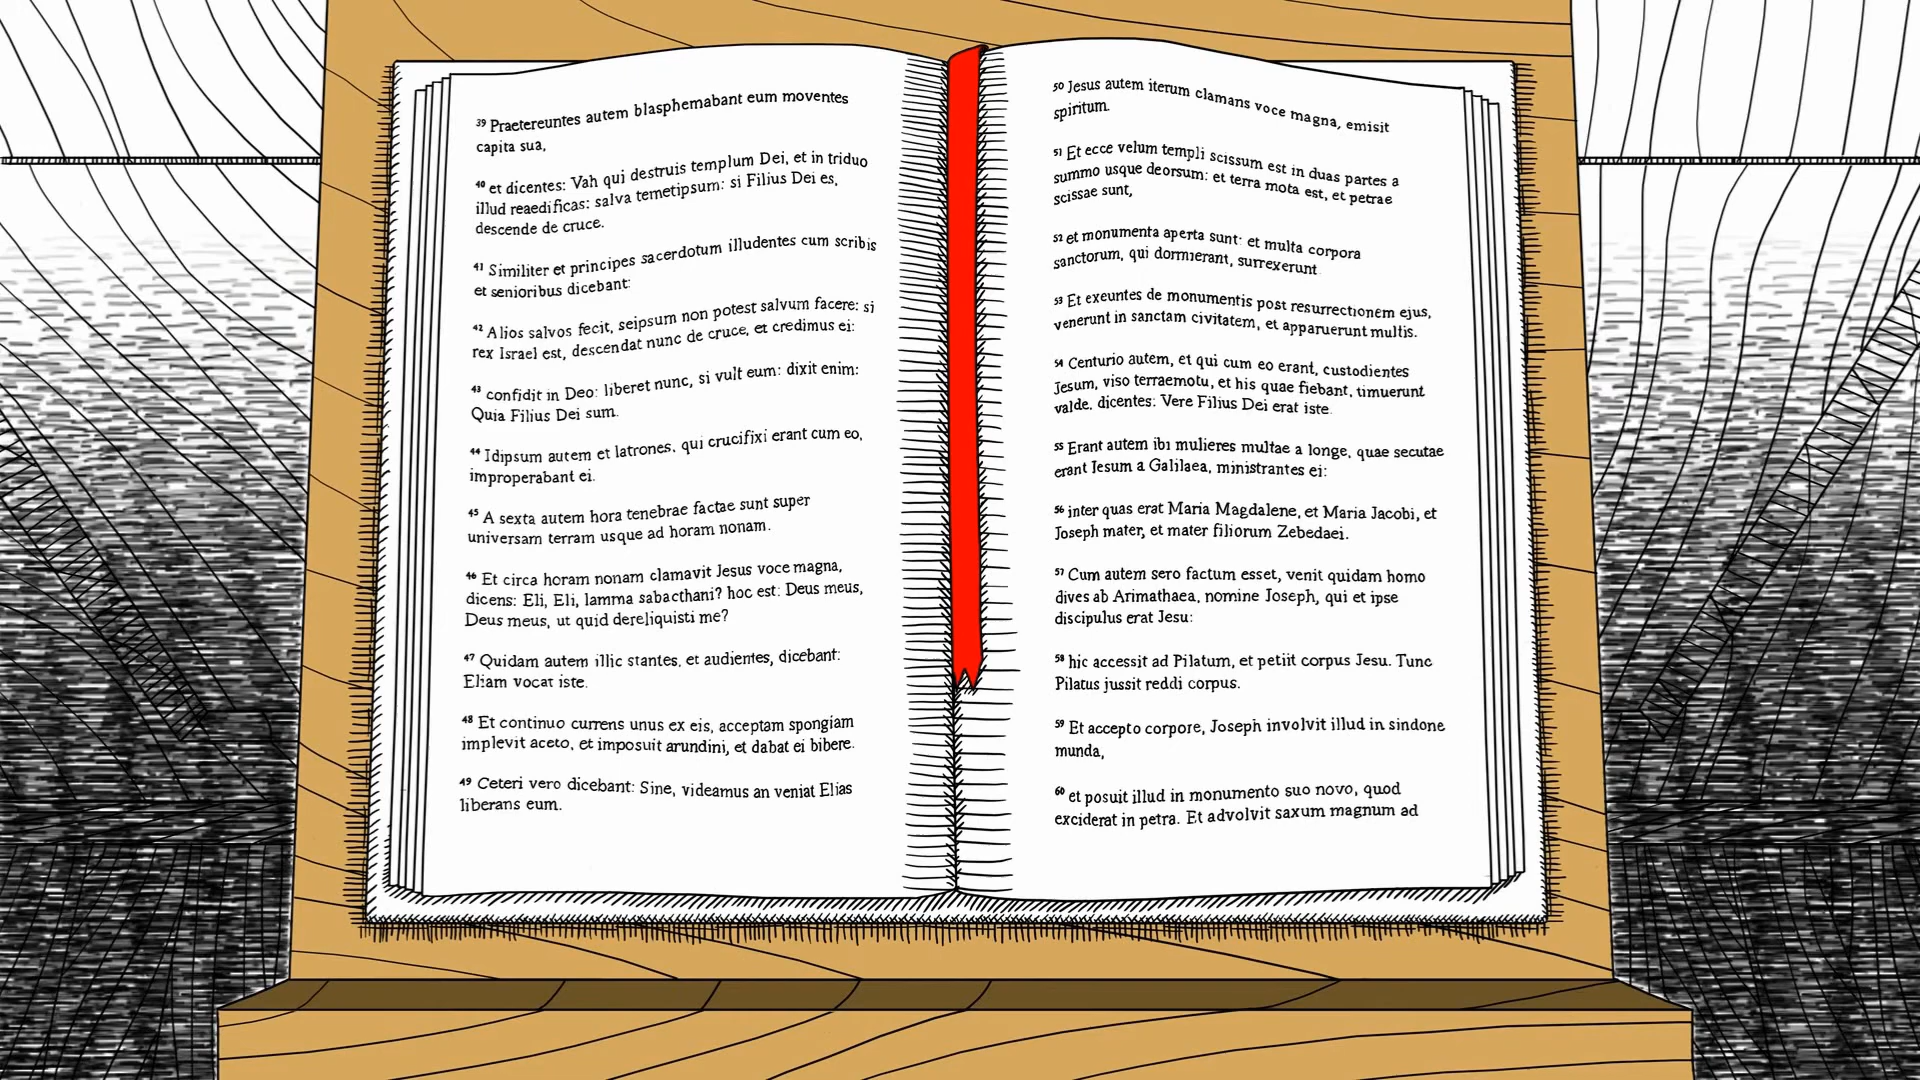 39 Praetereuntes autem blasphemabant eum moventes
capita sua,
40 et dicentes: Vah qui destruis templum Dei, et in triduo
illud reaedificas: salva temetipsum: si Filius Dei es,
descende de cruce.
41 Similiter et principes sacerdotum illudentes cum scribis
et senioribus dicebant:
42 Alios salvos fecit, seipsum non potest salvum facere: si
rex Israel est, descendat nunc de cruce, et credimus ei:
43 confidit in Deo: liberet nunc, si vult eum: dixit enim:
Quia Filius Dei sum.
44 Idipsum autem et latrones, qui crucifixi erant cum eo,
improperabant ei.
45 A sexta autem hora tenebrae factae sunt super
universam terram usque ad horam nonam.
46 Et circa horam nonam clamavit Jesus voce magna,
dicens: Eli, Eli, lamma sabacthani? hoc est: Deus meus,
Deus meus, ut quid dereliquisti me?
47 Quidam autem illic stantes, et audientes, dicebant:
Eliam vocat iste.
48 Et continuo currens unus ex eis, acceptam spongiam
implevit aceto, et imposuit arundini, et dabat ei bibere.
49 Ceteri vero dicebant: Sine, videamus an veniat Elias
liberans eum.
50 Jesus autem iterum clamans voce magna, emisit
spiritum.
51 Et ecce velum templi scissum est in duas partes a
summo usque deorsum: et terra mota est, et petrae
scissae sunt,
52 et monumenta aperta sunt: et multa corpora
sanctorum, qui dormierant, surrexerunt
53 Et exeuntes de monumentis post resurrectionem ejus,
venerunt in sanctam civitatem, et apparuerunt multis.
54 Centurio autem, et qui cum eo erant, custodientes
Jesum, viso terraemotu, et his quae fiebant, timuerunt
valde, dicentes: Vere Filius Dei erat iste.
55 Erant autem ibi mulieres multae a longe, quae secutae
erant Jesum a Galilaea, ministrantes ei:
56 inter quas erat Maria Magdalene, et Maria Jacobi, et
Joseph mater, et mater filiorum Zebedaei.
57 Cum autem sero factum esset, venit quidam homo
dives ab Arimathaea, nomine Joseph, qui et ipse
discipulus erat Jesu:
58 hic accessit ad Pilatum, et petiit corpus Jesu. Tunc
Pilatus jussit reddi corpus.
59 Et accepto corpore, Joseph involvit illud in sindone
munda,
60 et posuit illud in monumento suo novo, quod
exciderat in petra. Et advolvit saxum magnum ad